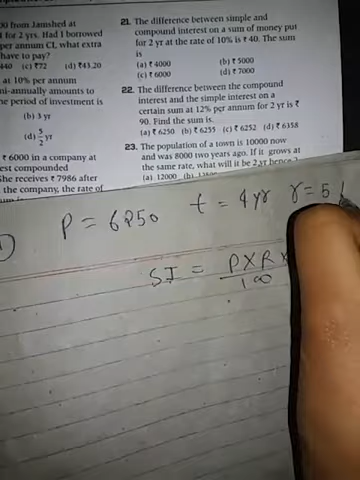 00 from Jamshed at
1 for 2 yrs. Had I borrowed
per annum CI, what extra
have to pay?
440 (c) ₹72 (d) ₹43.20
at 10% per annum
mi-annually amounts to
he period of investment is
(b) 3 yr
(d) 5/2 yr
₹ 6000 in a company at
est compounded
he receives ₹ 7986 after
the company, the rate of
21. The difference between simple and
compound interest on a sum of money put
for 2 yr at the rate of 10% is ₹ 40. The sum
is
(a) ₹ 4000 (b) ₹ 5000
(c) ₹ 6000 (d) ₹ 7000
22. The difference between the compound
interest and the simple interest on a
certain sum at 12% per annum for 2 yr is ₹
90. Find the sum is.
(a) ₹ 6250 (b) ₹ 6255 (c) ₹ 6252 (d) ₹ 6358
23. The population of a town is 10000 now
and was 8000 two years ago. If it grows at
the same rate, what will it be 2 yr hence?
(a) 12000 (b)
P = 6250 t = 4 yr r = 5
SI = P×R×
100